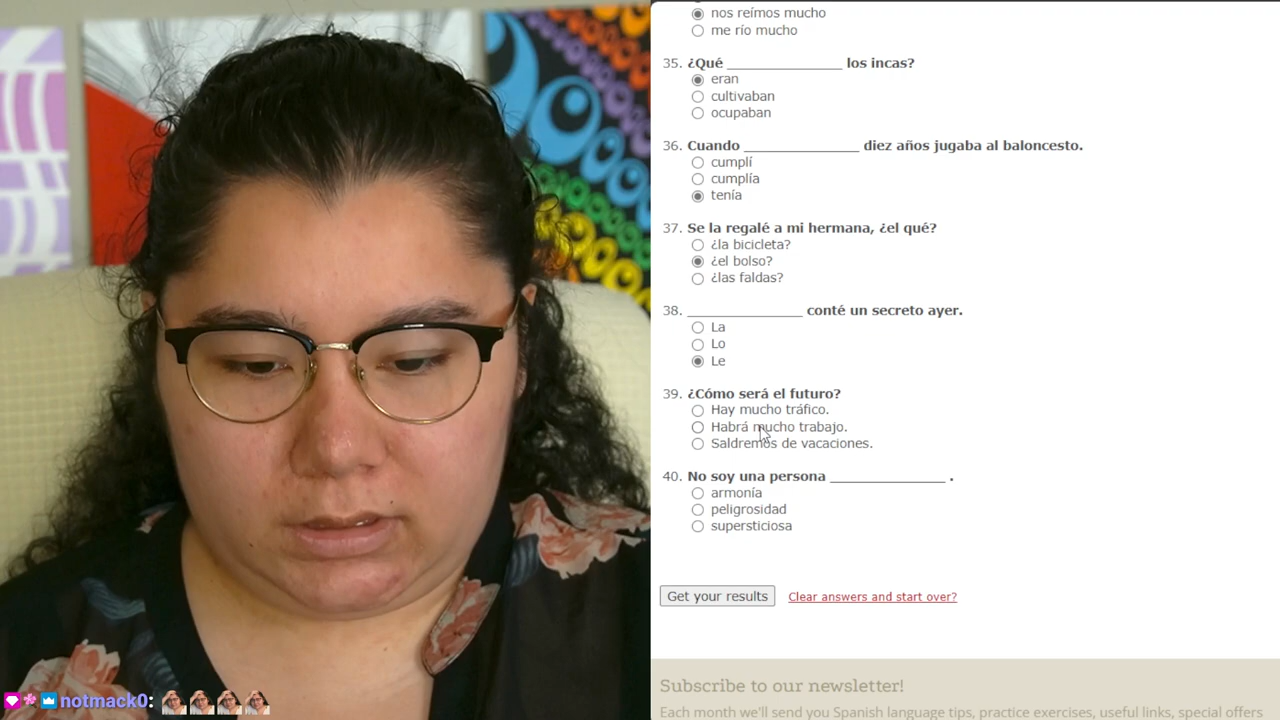 nos reímos mucho
me río mucho
35. ¿Qué _______________ los incas?
eran
cultivaban
ocupaban
36. Cuando _______________ diez años jugaba al baloncesto.
cumplí
cumplía
tenía
37. Se la regalé a mi hermana, ¿el qué?
¿la bicicleta?
¿el bolso?
¿las faldas?
38. _______________ conté un secreto ayer.
La
Lo
Le
39. ¿Cómo será el futuro?
Hay mucho tráfico.
Habrá mucho trabajo.
Saldremos de vacaciones.
40. No soy una persona _______________ .
armonía
peligrosidad
supersticiosa
Get your results Clear answers and start over?
Subscribe to our newsletter!
Each month we'll send you Spanish language tips, practice exercises, useful links, special offers
notmack0: